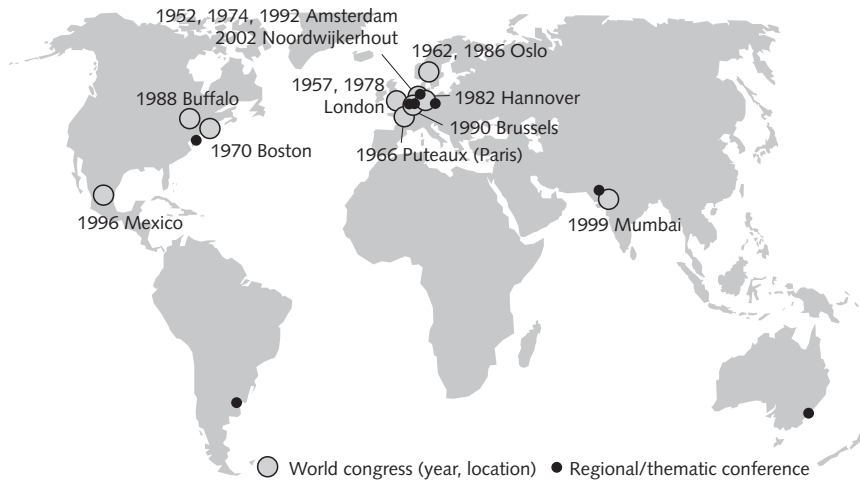 1952, 1974, 1992 Amsterdam
2002 Noordwijkerhout
1962, 1986 Oslo
1957, 1978
London
1988 Buffalo
1982 Hannover
1990 Brussels
1970 Boston
1966 Puteaux (Paris)
1996 Mexico
1999 Mumbai
World congress (year, location)
Regional/thematic conference